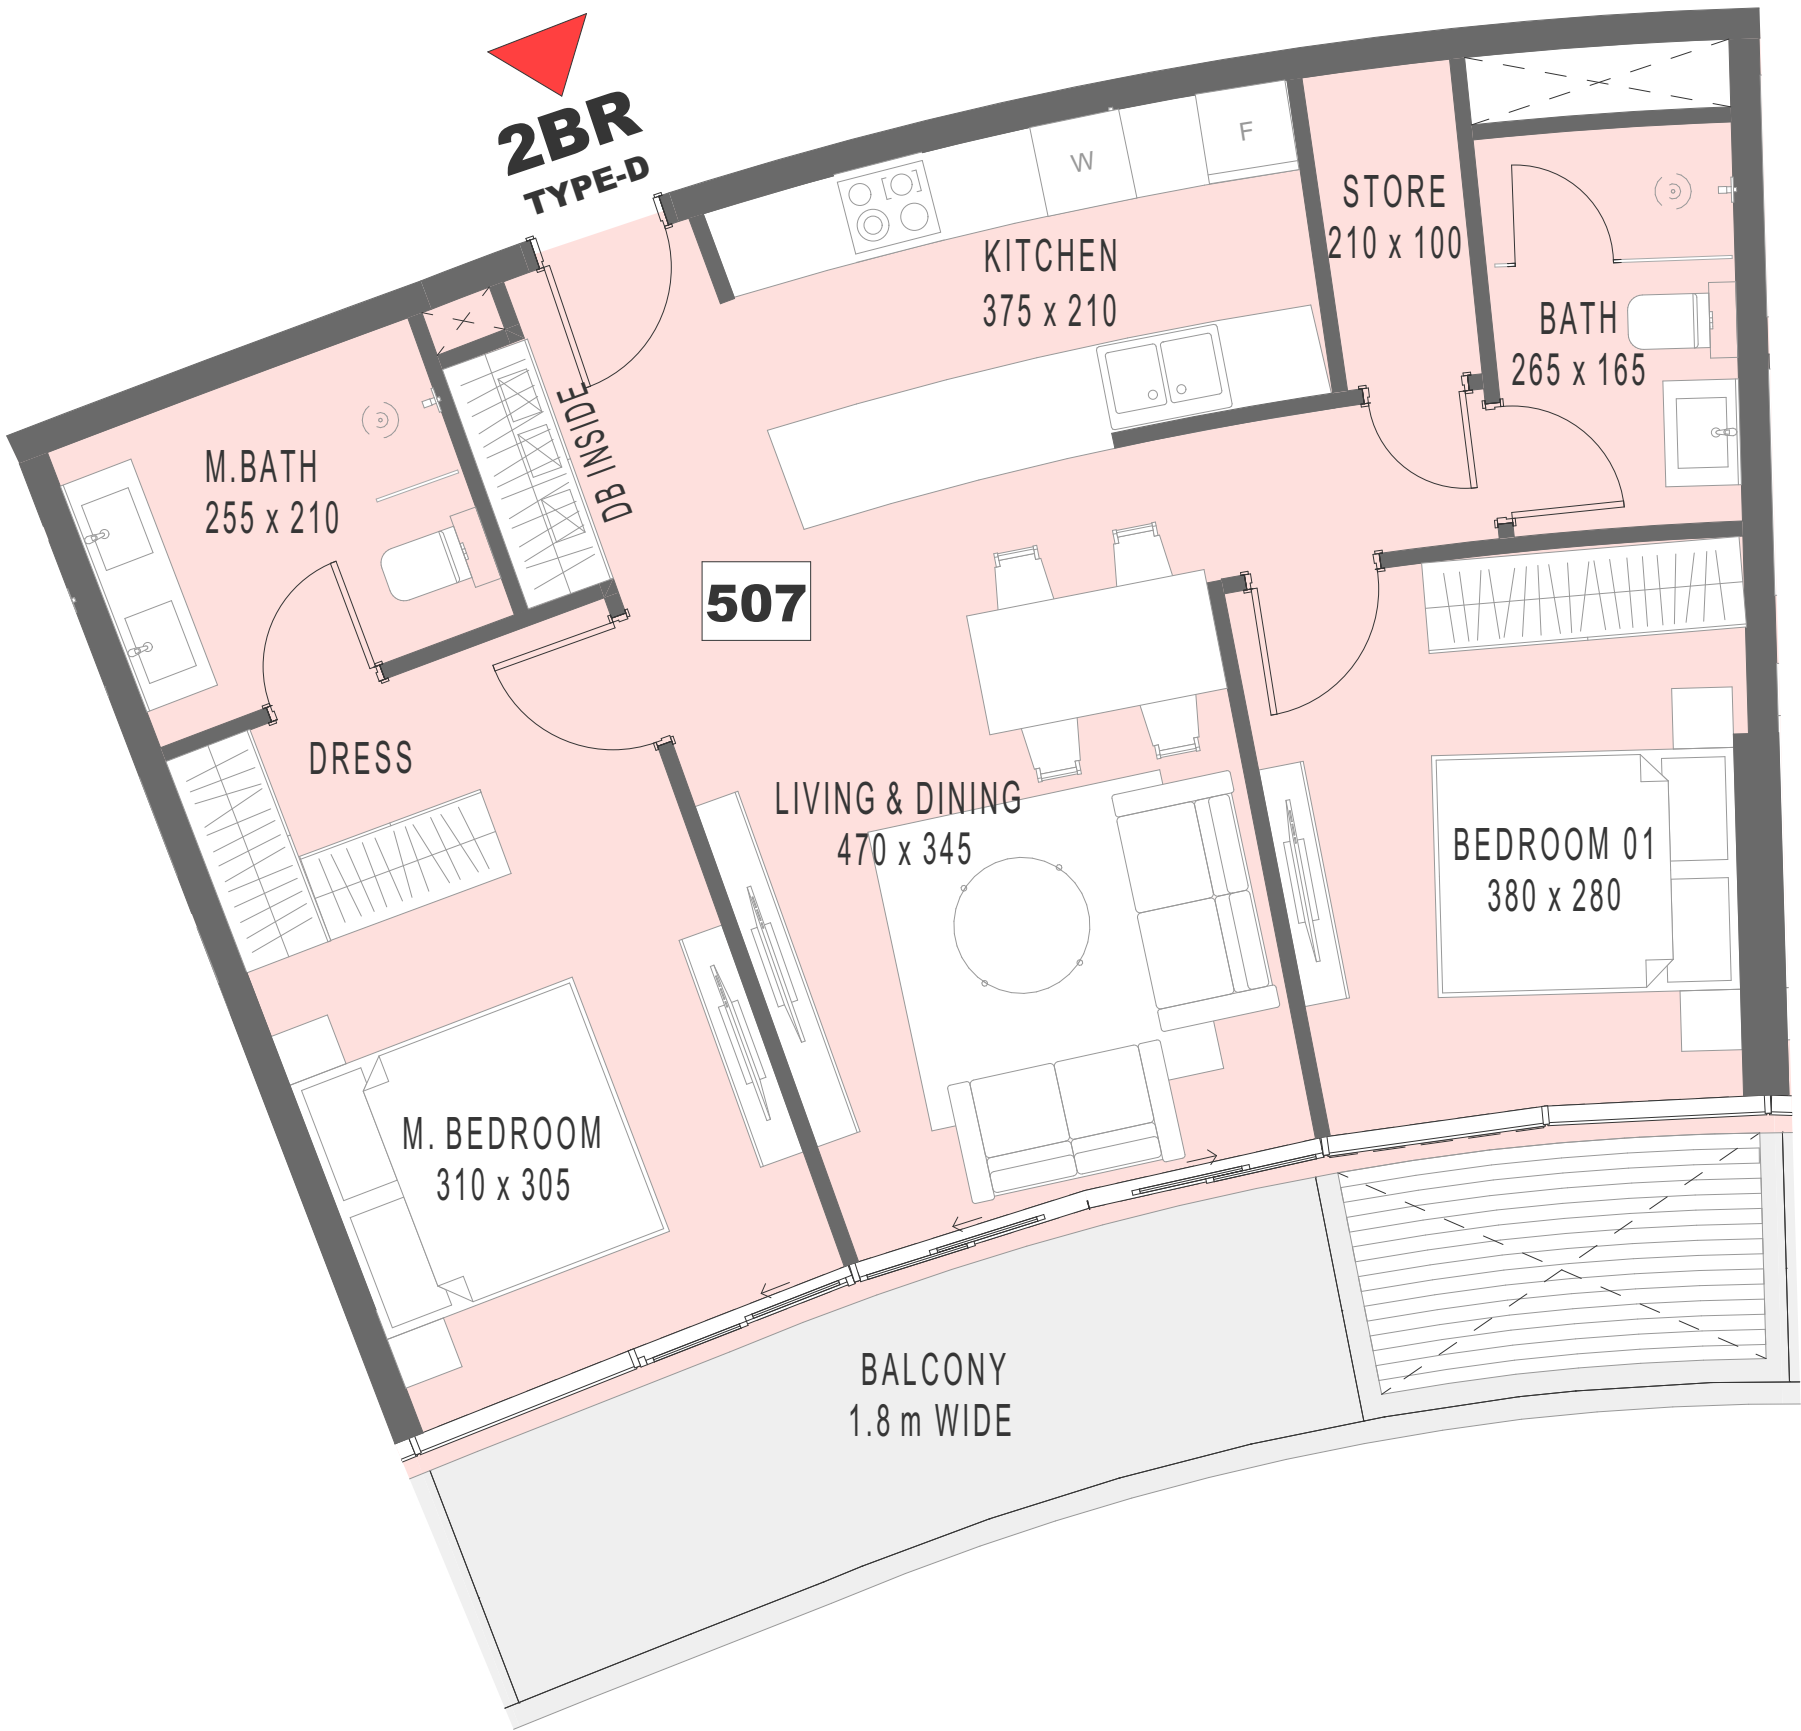 2BR
TYPE-D
W
F
STORE
210 x 100
KITCHEN
375 x 210
BATH
265 x 165
DB INSIDE
M.BATH
255 x 210
507
DRESS
LIVING & DINING
470 x 345
BEDROOM 01
380 x 280
M. BEDROOM
310 x 305
BALCONY
1.8 m WIDE